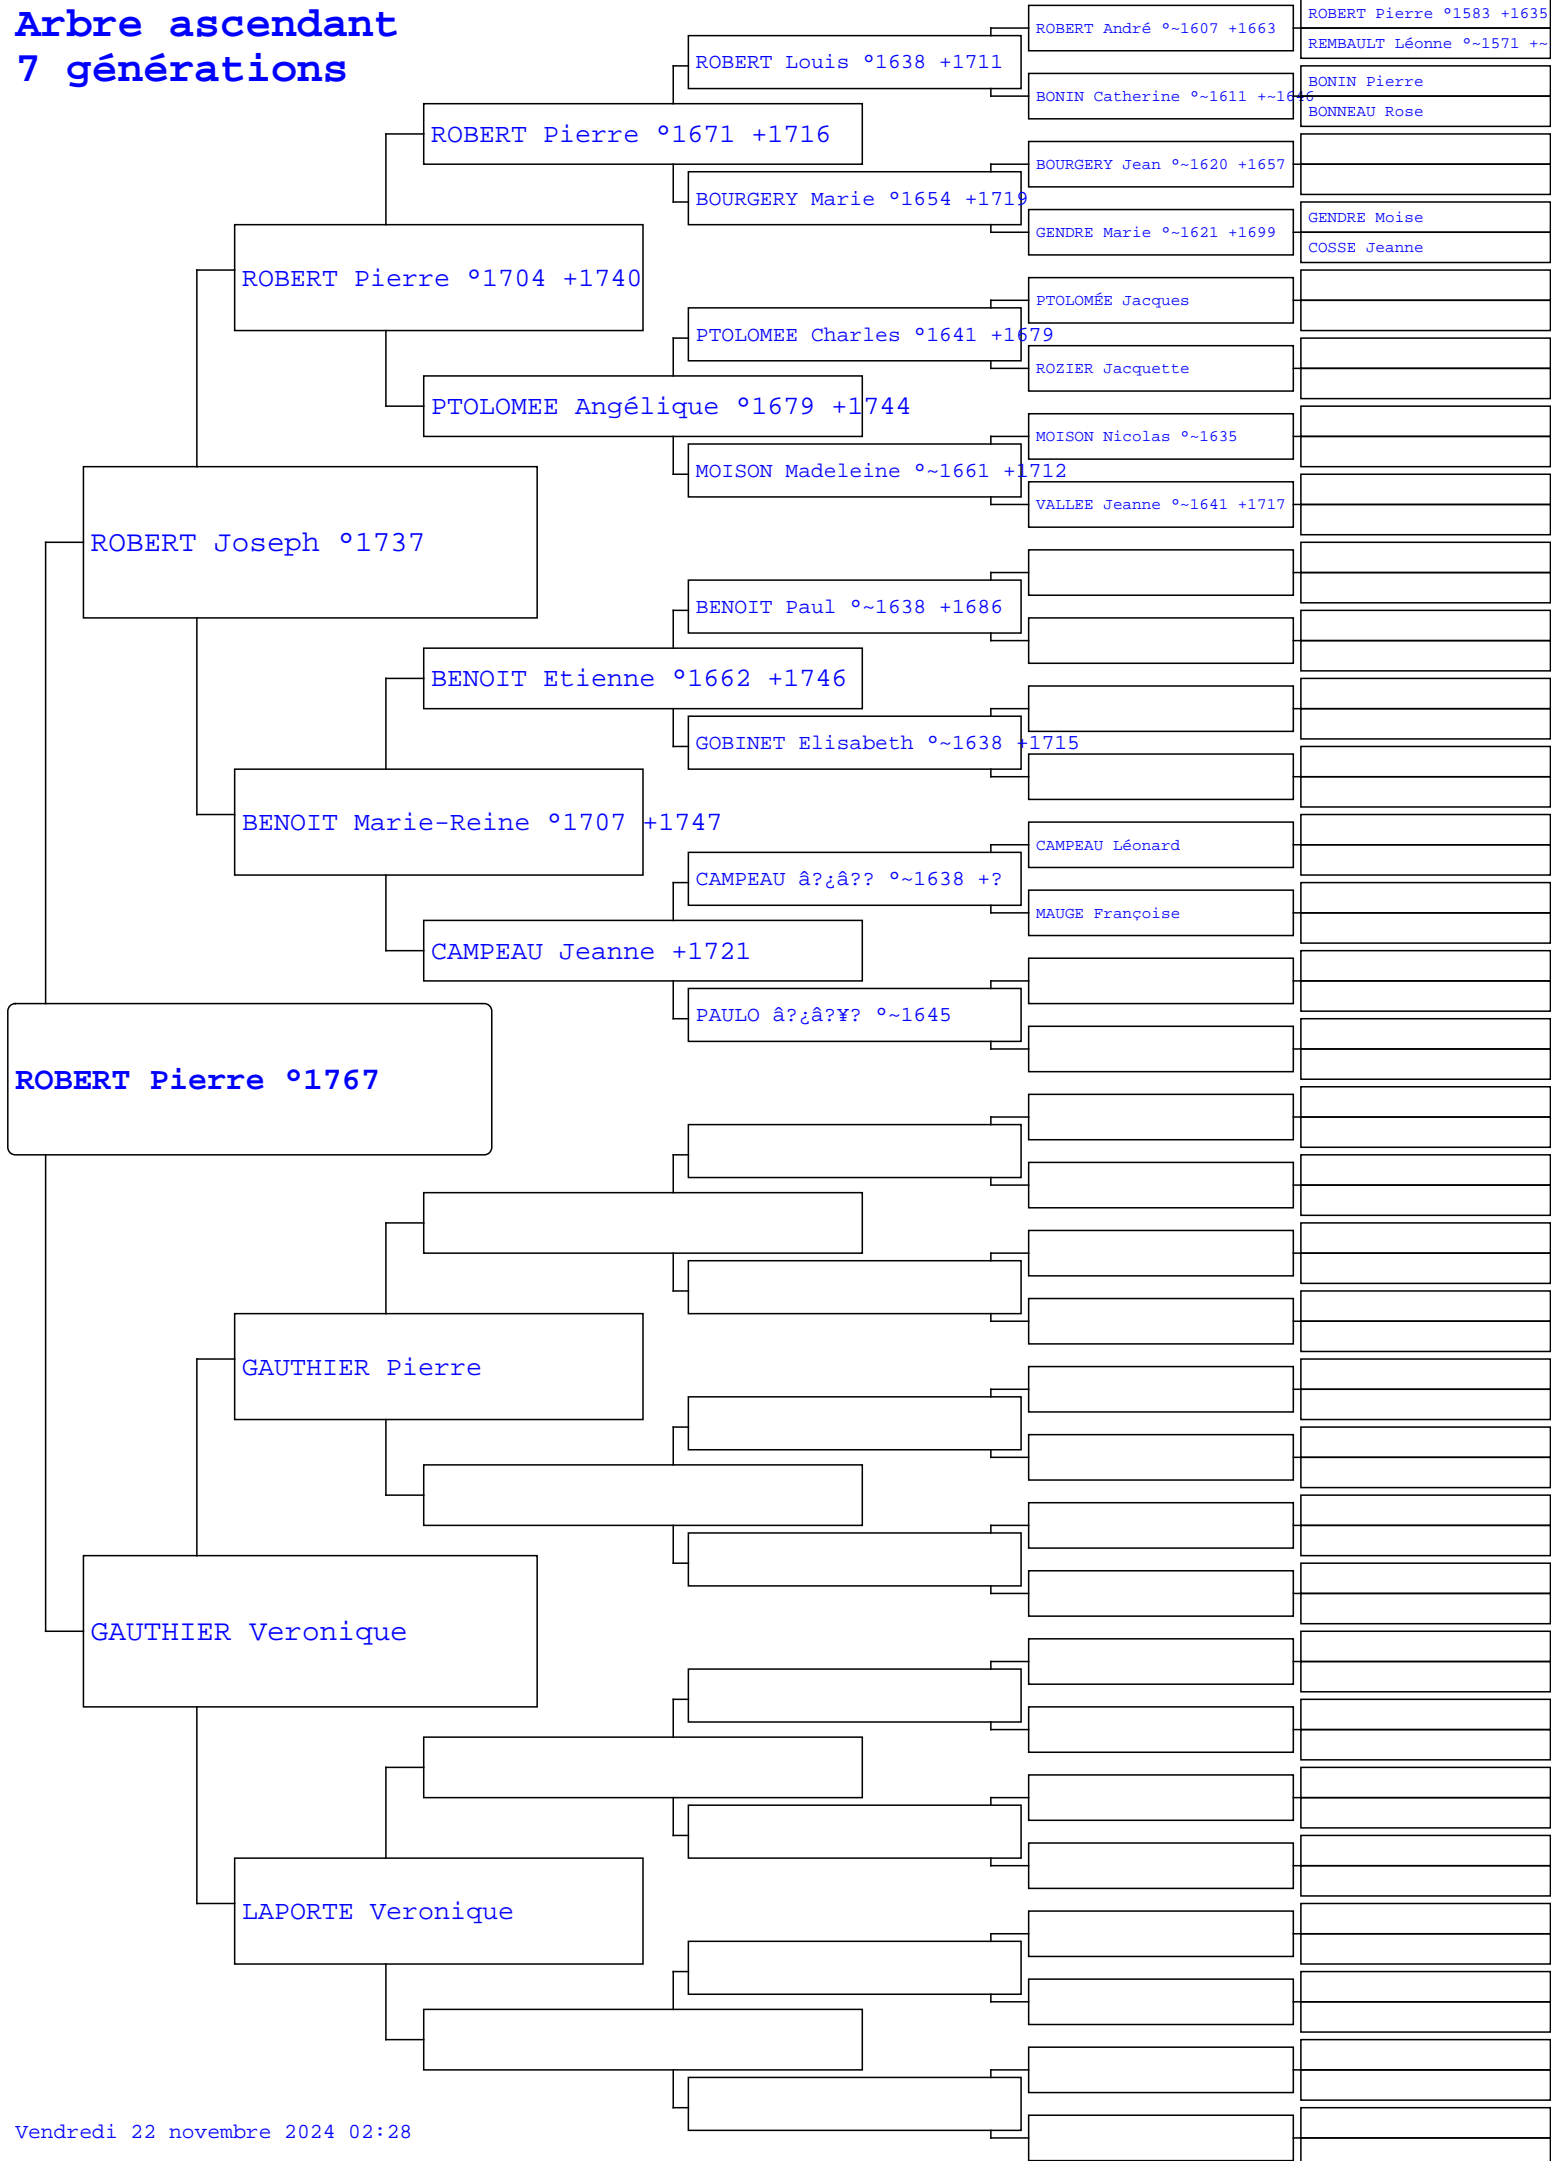 Arbre ascendant
7 générations
ROBERT Pierre °1583 +1635
ROBERT André °~1607 +1663
REMBAULT Léonne °~1571 +~
ROBERT Louis °1638 +1711
BONIN Pierre
BONIN Catherine °~1611 +~1646
BONNEAU Rose
ROBERT Pierre °1671 +1716
BOURGERY Jean °~1620 +1657
BOURGERY Marie °1654 +1719
GENDRE Moise
GENDRE Marie °~1621 +1699
COSSE Jeanne
ROBERT Pierre °1704 +1740
PTOLOMÉE Jacques
PTOLOMEE Charles °1641 +1679
ROZIER Jacquette
PTOLOMEE Angélique °1679 +1744
MOISON Nicolas °~1635
MOISON Madeleine °~1661 +1712
VALLEE Jeanne °~1641 +1717
ROBERT Joseph °1737
BENOIT Paul °~1638 +1686
BENOIT Etienne °1662 +1746
GOBINET Elisabeth °~1638 +1715
BENOIT Marie-Reine °1707 +1747
CAMPEAU Léonard
CAMPEAU â?¿â?? °~1638 +?
MAUGE Françoise
CAMPEAU Jeanne +1721
PAULO â?¿â?¥? °~1645
ROBERT Pierre °1767
GAUTHIER Pierre
GAUTHIER Veronique
LAPORTE Veronique
Vendredi 22 novembre 2024 02:28